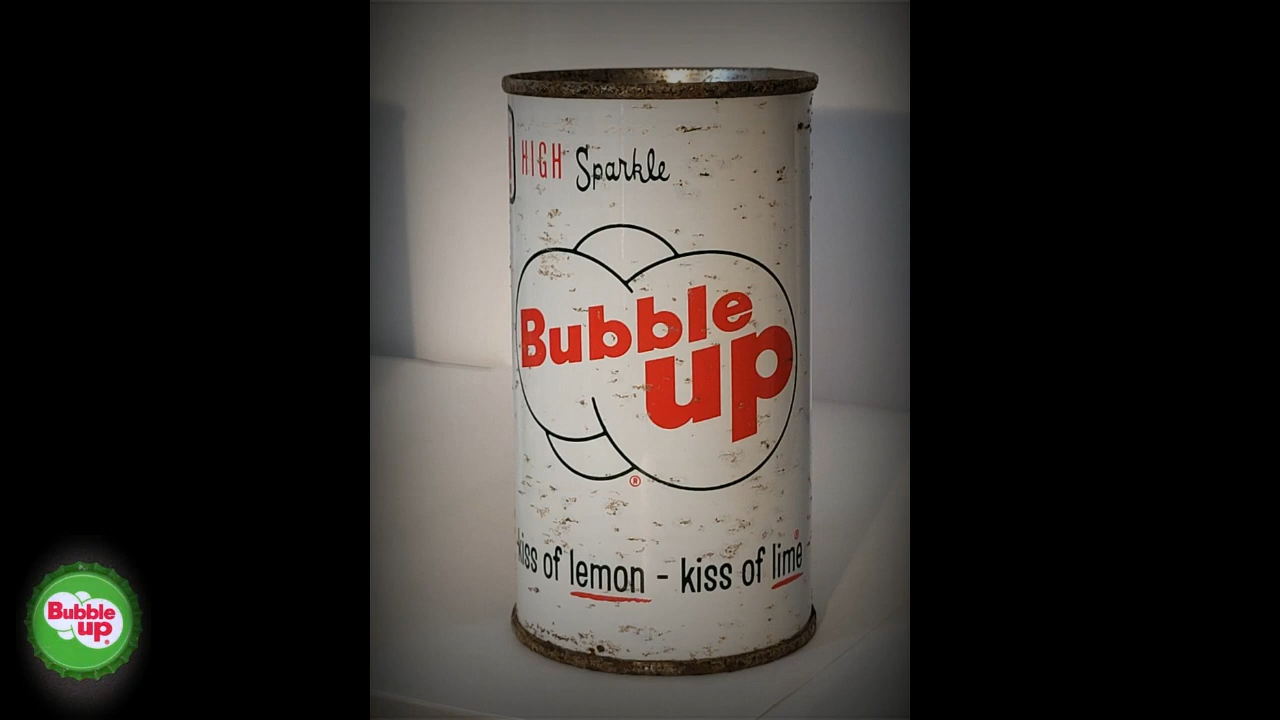 HIGH Sparkle
Bubble
up
®
kiss of lemon - kiss of lime
Bubble
up